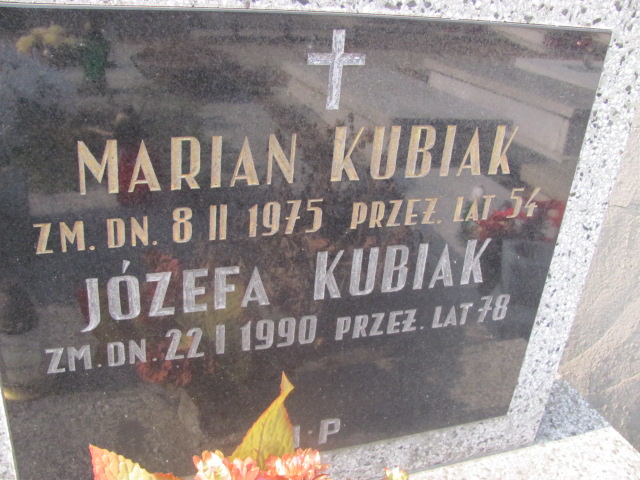 MARIAN KUBIAK
ZM. DN. 8 II 1975 PRZEŻ. LAT 54
JÓZEFA KUBIAK
ZM. DN. 22 I 1990 PRZEŻ. LAT 78
P